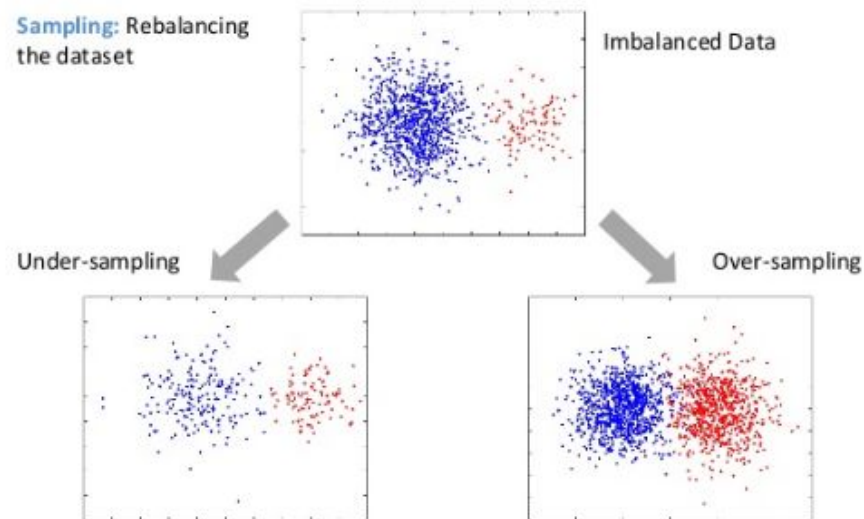 Sampling: Rebalancing
the dataset
Imbalanced Data
Under-sampling
Over-sampling